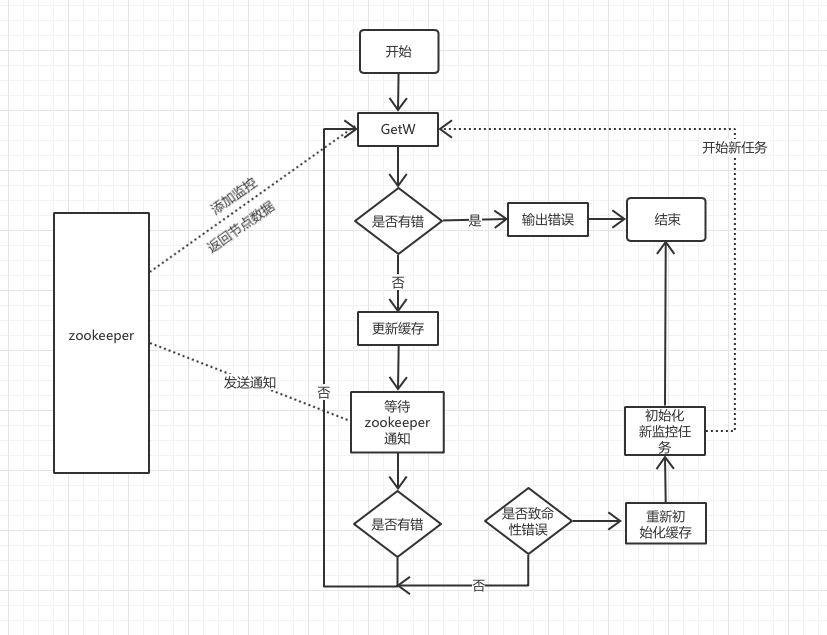 开始
GetW
开始新任务
添加监控
返回节点数据
是否有错
是
输出错误
结束
否
更新缓存
zookeeper
发送通知
否
等待
zookeeper
通知
初始化
新监控任
务
是否有错
是否致命
性错误
重新初
始化缓存
否